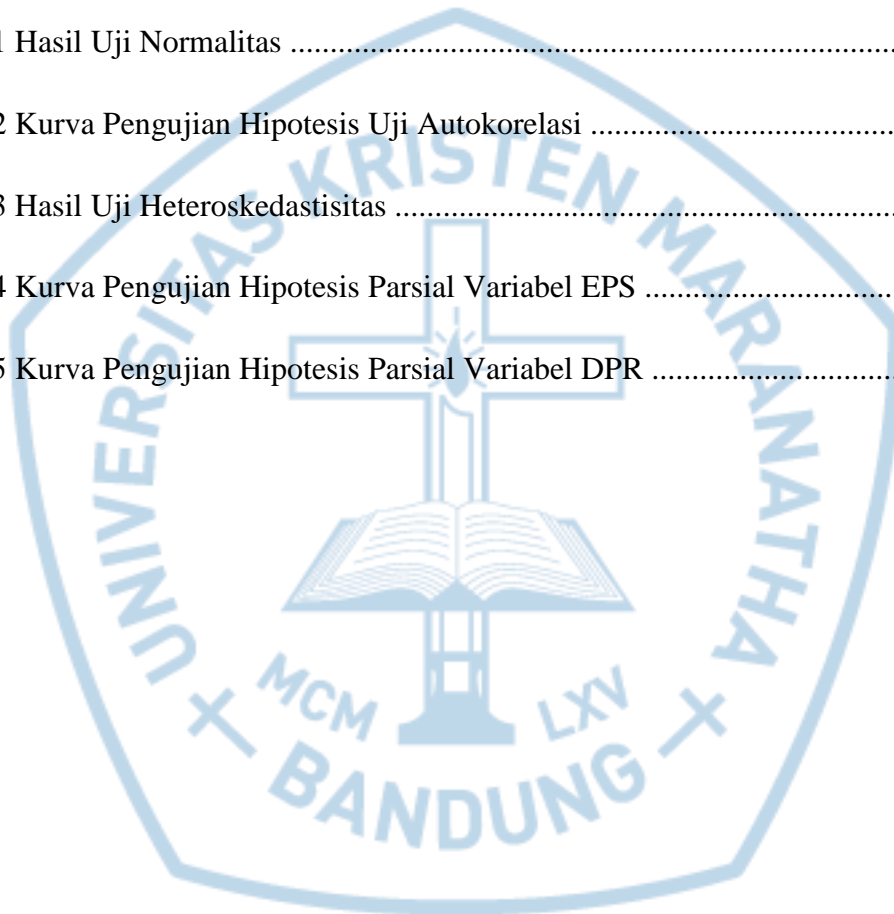 1 Hasil Uji Normalitas ........................................................................
2 Kurva Pengujian Hipotesis Uji Autokorelasi ....................................
3 Hasil Uji Heteroskedastisitas ............................................................
4 Kurva Pengujian Hipotesis Parsial Variabel EPS ..............................
5 Kurva Pengujian Hipotesis Parsial Variabel DPR .............................
UNIVERSITAS KRISTEN MARANATHA
MCM LXV
BANDUNG